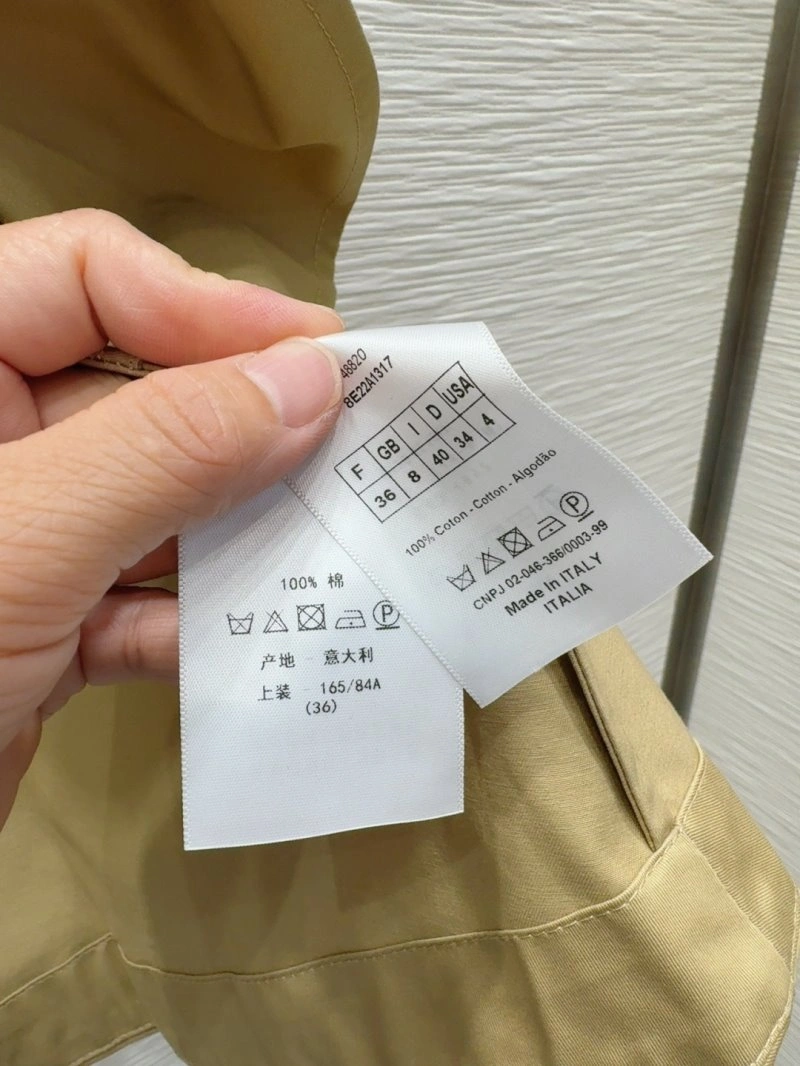 48820
8E22A1317
F GB I D USA
36 8 40 34 4
100% Coton - Cotton - Algodão
P
CNPJ 02-046-366/0003-99
Made In ITALY
ITALIA
100% 棉
P
产地 意大利
上装 165/84A
(36)